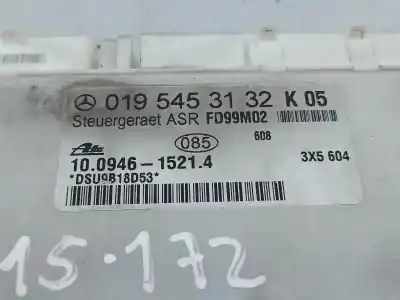 019 545 31 32 K 05
Steuergeraet ASR FD99M02
608
085
Ate
10.0946-1521.4
3X5 604
*DSU9B18D53*
15-172